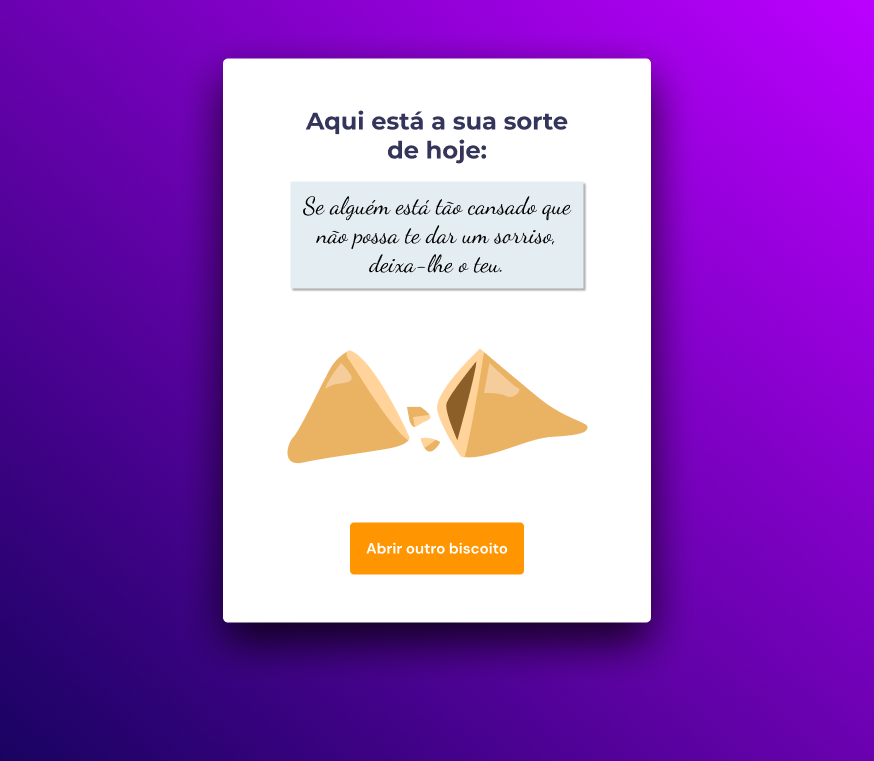 Aqui está a sua sorte
de hoje:
Se alguém está tão cansado que
não possa te dar um sorriso,
deixa-lhe o teu.
Abrir outro biscoito